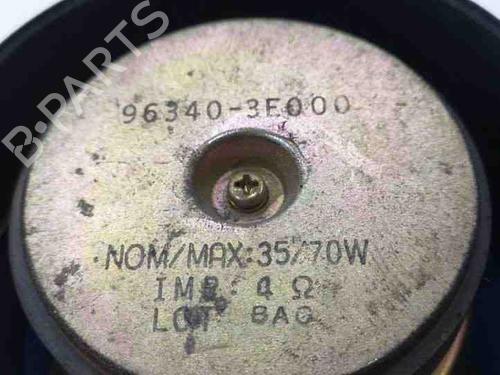 B-PARTS
96340-3E000
NOM/MAX:35/70W
IMP: 4 Ω
LOT BAG